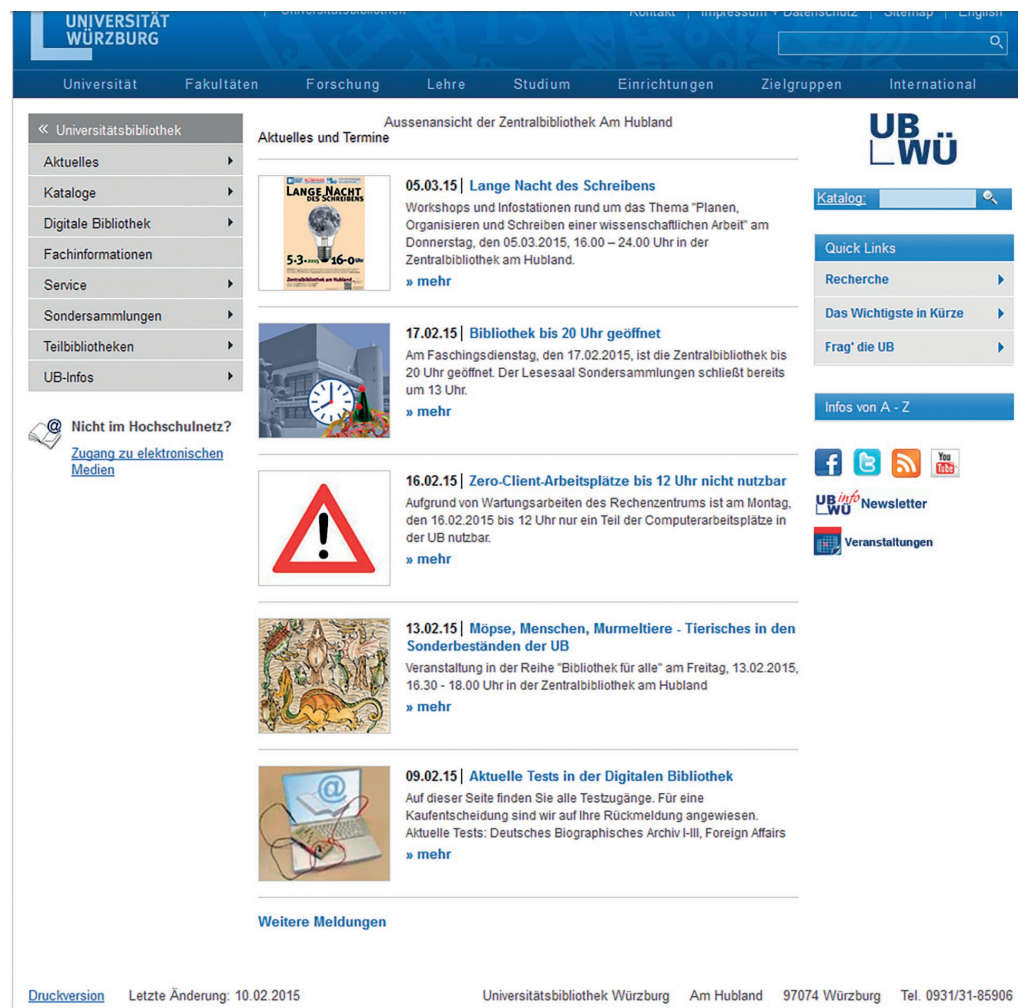 UNIVERSITÄT
WÜRZBURG
Universitätsbibliothek
Kontakt | Impressum + Datenschutz | Sitemap | English
Universität Fakultäten Forschung Lehre Studium Einrichtungen Zielgruppen International
« Universitätsbibliothek
Aktuelles
Kataloge
Digitale Bibliothek
Fachinformationen
Service
Sondersammlungen
Teilbibliotheken
UB-Infos
Nicht im Hochschulnetz?
Zugang zu elektronischen
Medien
Aussenansicht der Zentralbibliothek Am Hubland
Aktuelles und Termine
LANGE NACHT
DES SCHREIBENS
5·3·2015 16-0 Uhr
Zentralbibliothek am Hubland
05.03.15| Lange Nacht des Schreibens
Workshops und Infostationen rund um das Thema "Planen,
Organisieren und Schreiben einer wissenschaftlichen Arbeit" am
Donnerstag, den 05.03.2015, 16.00 – 24.00 Uhr in der
Zentralbibliothek am Hubland.
» mehr
17.02.15| Bibliothek bis 20 Uhr geöffnet
Am Faschingsdienstag, den 17.02.2015, ist die Zentralbibliothek bis
20 Uhr geöffnet. Der Lesesaal Sondersammlungen schließt bereits
um 13 Uhr.
» mehr
16.02.15| Zero-Client-Arbeitsplätze bis 12 Uhr nicht nutzbar
Aufgrund von Wartungsarbeiten des Rechenzentrums ist am Montag,
den 16.02.2015 bis 12 Uhr nur ein Teil der Computerarbeitsplätze in
der UB nutzbar.
» mehr
13.02.15| Möpse, Menschen, Murmeltiere - Tierisches in den
Sonderbeständen der UB
Veranstaltung in der Reihe "Bibliothek für alle" am Freitag, 13.02.2015,
16.30 - 18.00 Uhr in der Zentralbibliothek am Hubland
» mehr
09.02.15| Aktuelle Tests in der Digitalen Bibliothek
Auf dieser Seite finden Sie alle Testzugänge. Für eine
Kaufentscheidung sind wir auf Ihre Rückmeldung angewiesen.
Aktuelle Tests: Deutsches Biographisches Archiv I-III, Foreign Affairs
» mehr
Weitere Meldungen
UB
WÜ
Katalog:
Quick Links
Recherche
Das Wichtigste in Kürze
Frag' die UB
Infos von A - Z
You
Tube
UB info
WÜ Newsletter
Veranstaltungen
Druckversion Letzte Änderung: 10.02.2015 Universitätsbibliothek Würzburg Am Hubland 97074 Würzburg Tel. 0931/31-85906